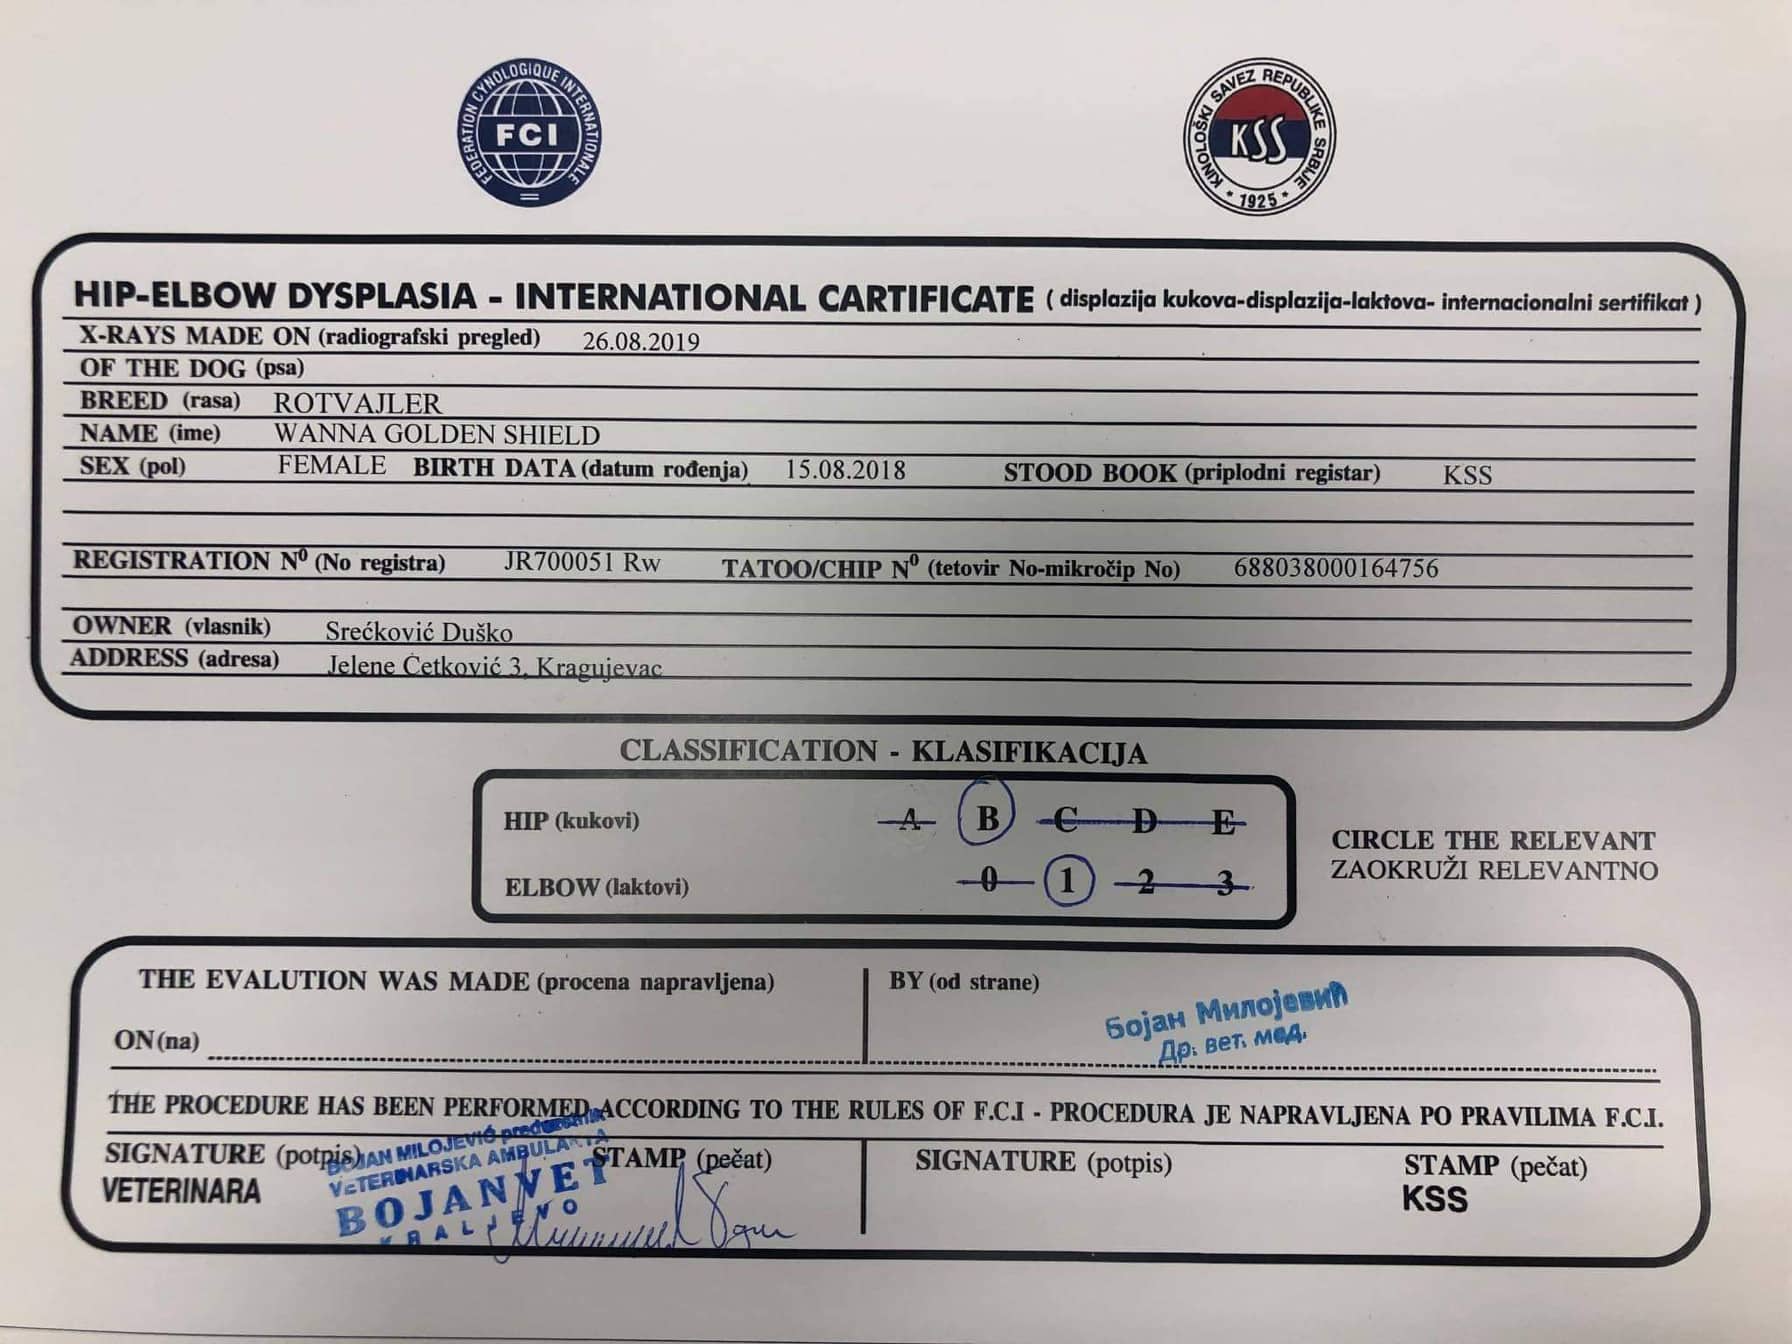 FEDERATION CYNOLOGIQUE INTERNATIONALE
FCI
KINOLOŠKI SAVEZ REPUBLIKE SRBIJE
KSS
* 1925 *
HIP-ELBOW DYSPLASIA - INTERNATIONAL CARTIFICATE ( displazija kukova-displazija-laktova- internacionalni sertifikat )
X-RAYS MADE ON (radiografski pregled) 26.08.2019
OF THE DOG (psa)
BREED (rasa) ROTVAJLER
NAME (ime) WANNA GOLDEN SHIELD
SEX (pol) FEMALE BIRTH DATA (datum rođenja) 15.08.2018 STOOD BOOK (priplodni registar) KSS
REGISTRATION N⁰ (No registra) JR700051 Rw TATOO/CHIP N⁰ (tetovir No-mikročip No) 688038000164756
OWNER (vlasnik) Srećković Duško
ADDRESS (adresa) Jelene Ćetković 3, Kragujevac
CLASSIFICATION - KLASIFIKACIJA
HIP (kukovi) A B C D E
ELBOW (laktovi) 0 1 2 3
CIRCLE THE RELEVANT
ZAOKRUŽI RELEVANTNO
THE EVALUTION WAS MADE (procena napravljena) BY (od strane)
Бојан Милојевић
Др. вет. мед.
ON (na)
THE PROCEDURE HAS BEEN PERFORMED ACCORDING TO THE RULES OF F.C.I - PROCEDURA JE NAPRAVLJENA PO PRAVILIMA F.C.I.
SIGNATURE (potpis) STAMP (pečat) SIGNATURE (potpis) STAMP (pečat)
VETERINARA KSS
BOJAN MILOJEVIĆ preduzetnik
VETERINARSKA AMBULANTA
BOJANVET
KRALJEVO